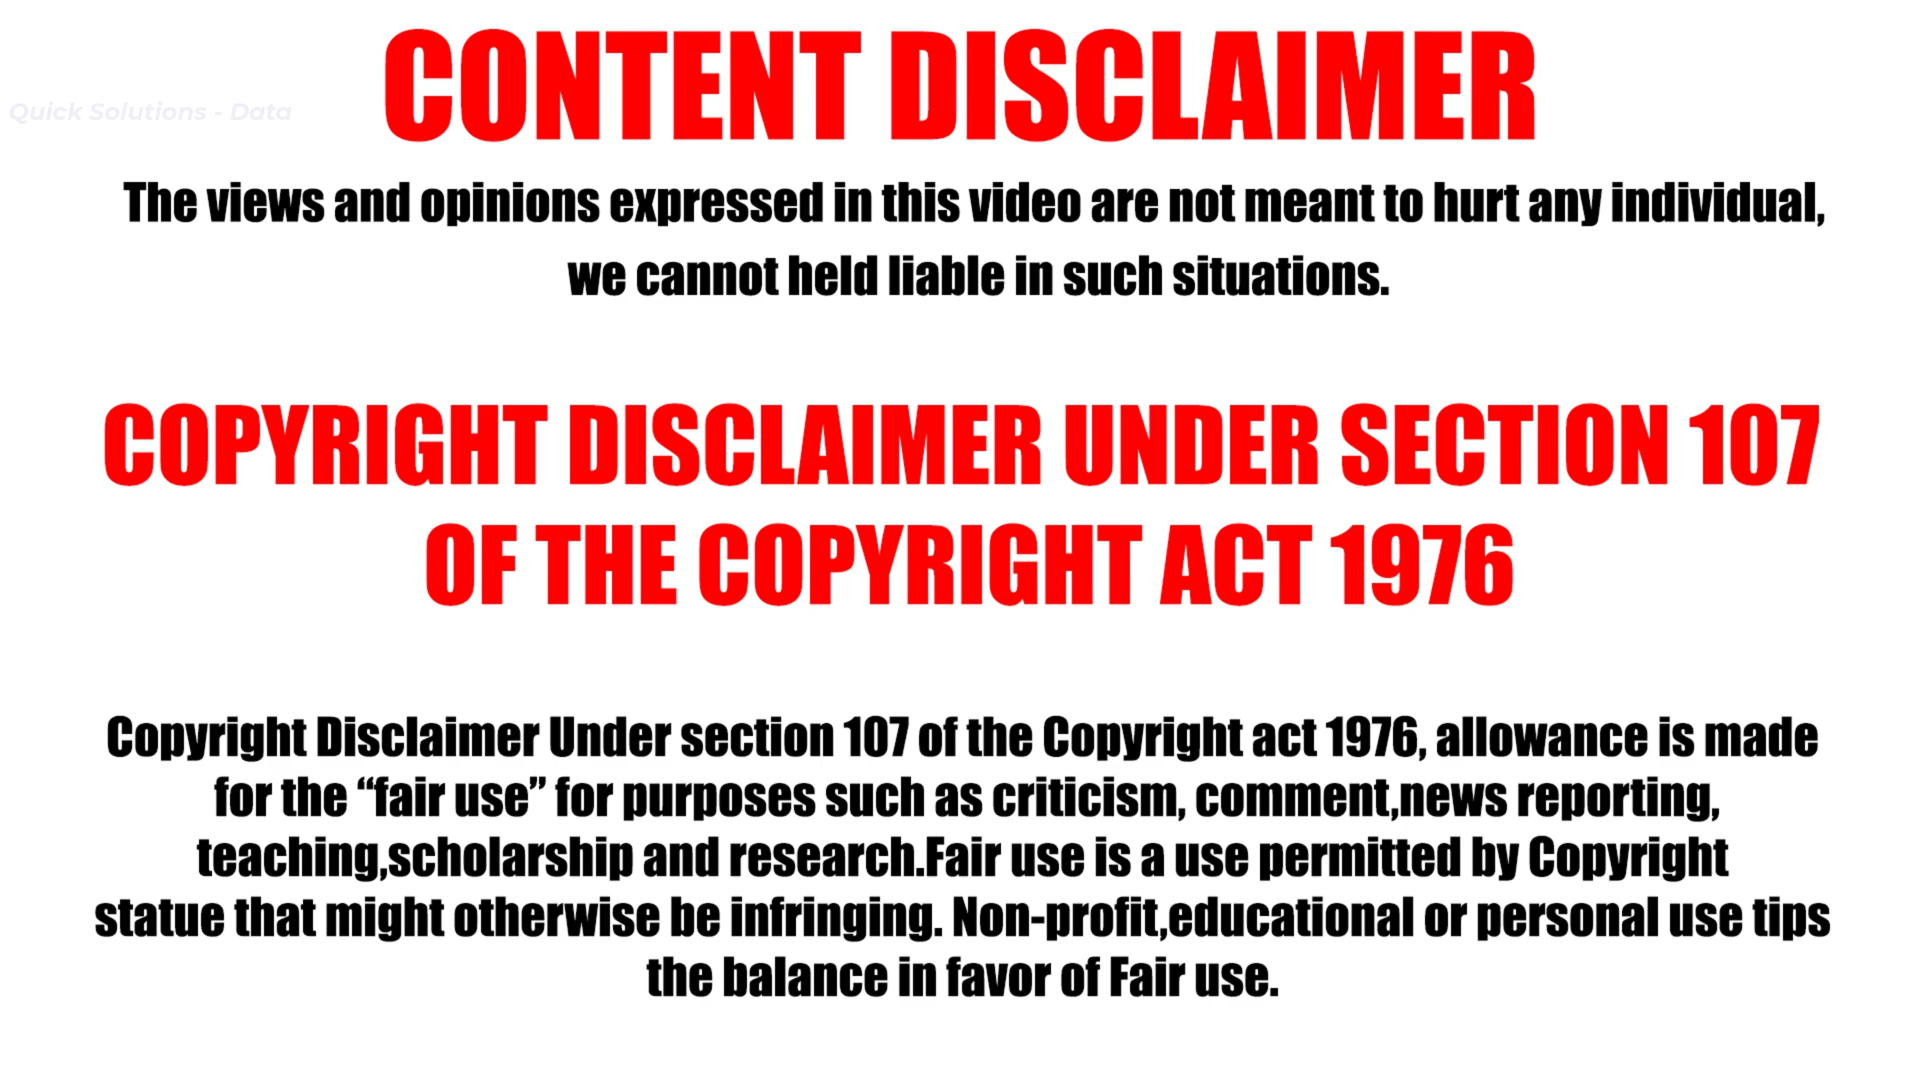 CONTENT DISCLAIMER
Quick Solutions - Data
The views and opinions expressed in this video are not meant to hurt any individual,
we cannot held liable in such situations.
COPYRIGHT DISCLAIMER UNDER SECTION 107
OF THE COPYRIGHT ACT 1976
Copyright Disclaimer Under section 107 of the Copyright act 1976, allowance is made
for the “fair use” for purposes such as criticism, comment,news reporting,
teaching,scholarship and research.Fair use is a use permitted by Copyright
statue that might otherwise be infringing. Non-profit,educational or personal use tips
the balance in favor of Fair use.